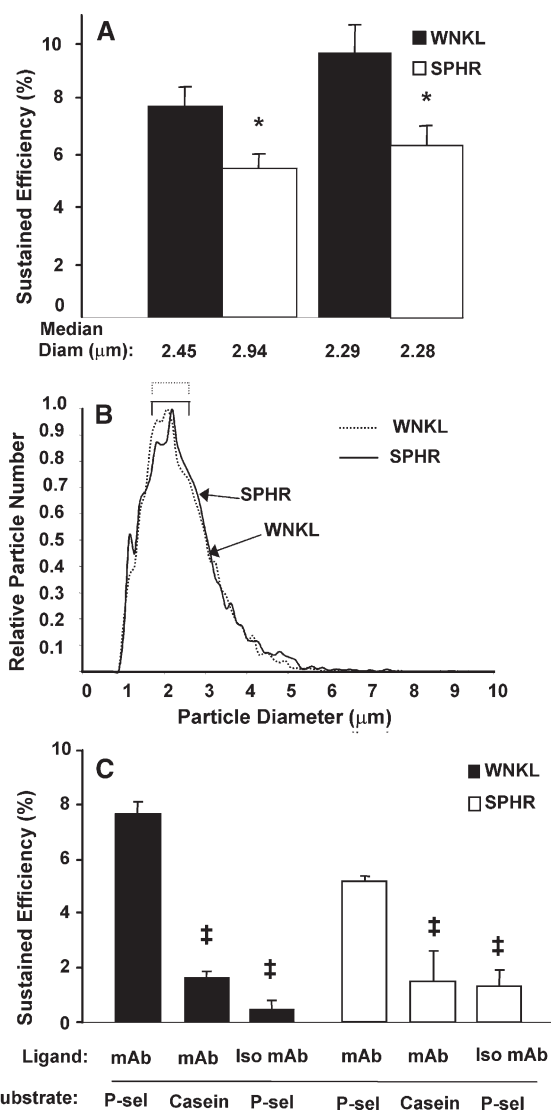 A
WNKL
SPHR
Sustained Efficiency (%)
10
8
*
*
6
4
2
0
Median
Diam (μm): 2.45 2.94 2.29 2.28
B
1.0
0.9
0.8
0.7
0.6
0.5
0.4
0.3
0.2
0.1
Relative Particle Number
WNKL
SPHR
SPHR
WNKL
0 1 2 3 4 5 6 7 8 9 10
Particle Diameter (μm)
C
WNKL
SPHR
Sustained Efficiency (%)
10
8
6
4
2
0
‡
‡
‡
‡
Ligand: mAb mAb Iso mAb mAb mAb Iso mAb
ubstrate: P-sel Casein P-sel P-sel Casein P-sel